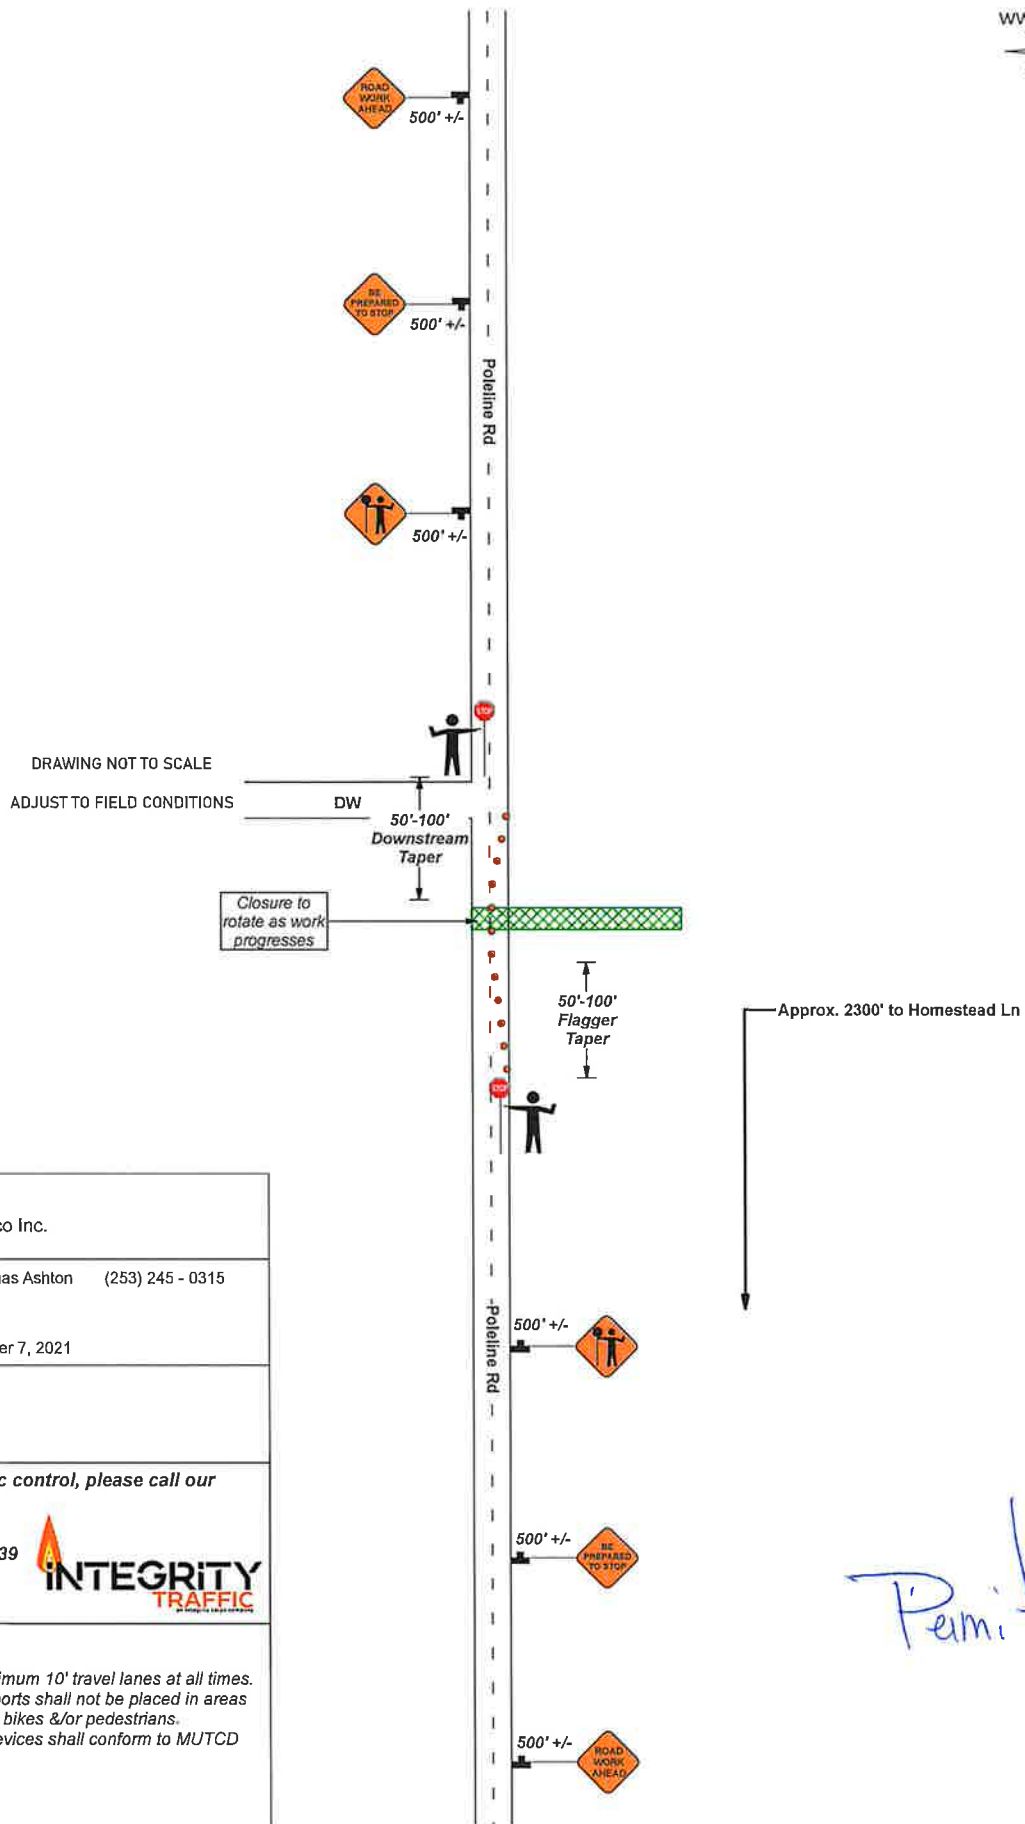 ww
ROAD
WORK
AHEAD
500' +/-
BE
PREPARED
TO STOP
500' +/-
Poleline Rd
500' +/-
STOP
DRAWING NOT TO SCALE
ADJUST TO FIELD CONDITIONS
DW
50'-100'
Downstream
Taper
Closure to
rotate as work
progresses
50'-100'
Flagger
Taper
Approx. 2300' to Homestead Ln
STOP
co Inc.
as Ashton (253) 245 - 0315
er 7, 2021
Poleline Rd
500' +/-
c control, please call our
39
INTEGRITY
TRAFFIC
500' +/-
BE
PREPARED
TO STOP
imum 10' travel lanes at all times.
orts shall not be placed in areas
bikes &/or pedestrians.
evices shall conform to MUTCD
500' +/-
ROAD
WORK
AHEAD